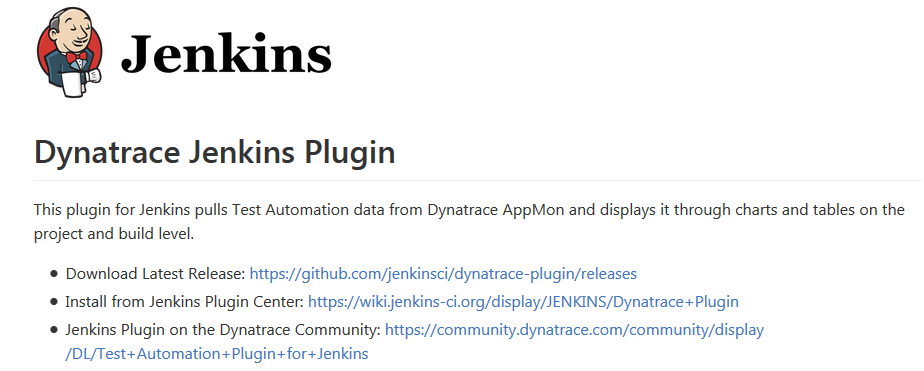 Jenkins
Dynatrace Jenkins Plugin
This plugin for Jenkins pulls Test Automation data from Dynatrace AppMon and displays it through charts and tables on the
project and build level.
• Download Latest Release: https://github.com/jenkinsci/dynatrace-plugin/releases
• Install from Jenkins Plugin Center: https://wiki.jenkins-ci.org/display/JENKINS/Dynatrace+Plugin
• Jenkins Plugin on the Dynatrace Community: https://community.dynatrace.com/community/display
/DL/Test+Automation+Plugin+for+Jenkins